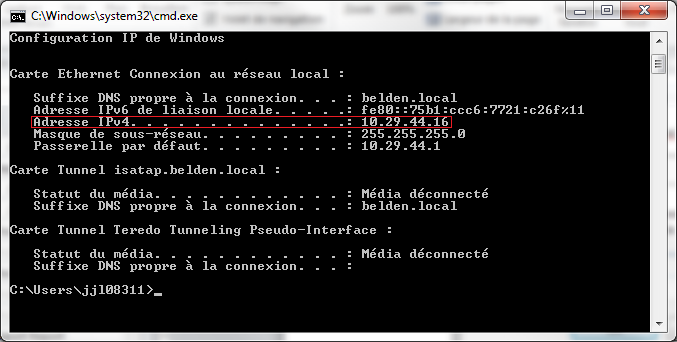 C:\Windows\system32\cmd.exe
Configuration IP de Windows
Carte Ethernet Connexion au réseau local :
Suffixe DNS propre à la connexion. . . : belden.local
Adresse IPv6 de liaison locale. . . . .: fe80::75b1:ccc6:7721:c26f%11
Adresse IPv4. . . . . . . . . . . . . .: 10.29.44.16
Masque de sous-réseau. . . . . . . . . : 255.255.255.0
Passerelle par défaut. . . . . . . . . : 10.29.44.1
Carte Tunnel isatap.belden.local :
Statut du média. . . . . . . . . . . . : Média déconnecté
Suffixe DNS propre à la connexion. . . : belden.local
Carte Tunnel Teredo Tunneling Pseudo-Interface :
Statut du média. . . . . . . . . . . . : Média déconnecté
Suffixe DNS propre à la connexion. . . :
C:\Users\jjl08311>_